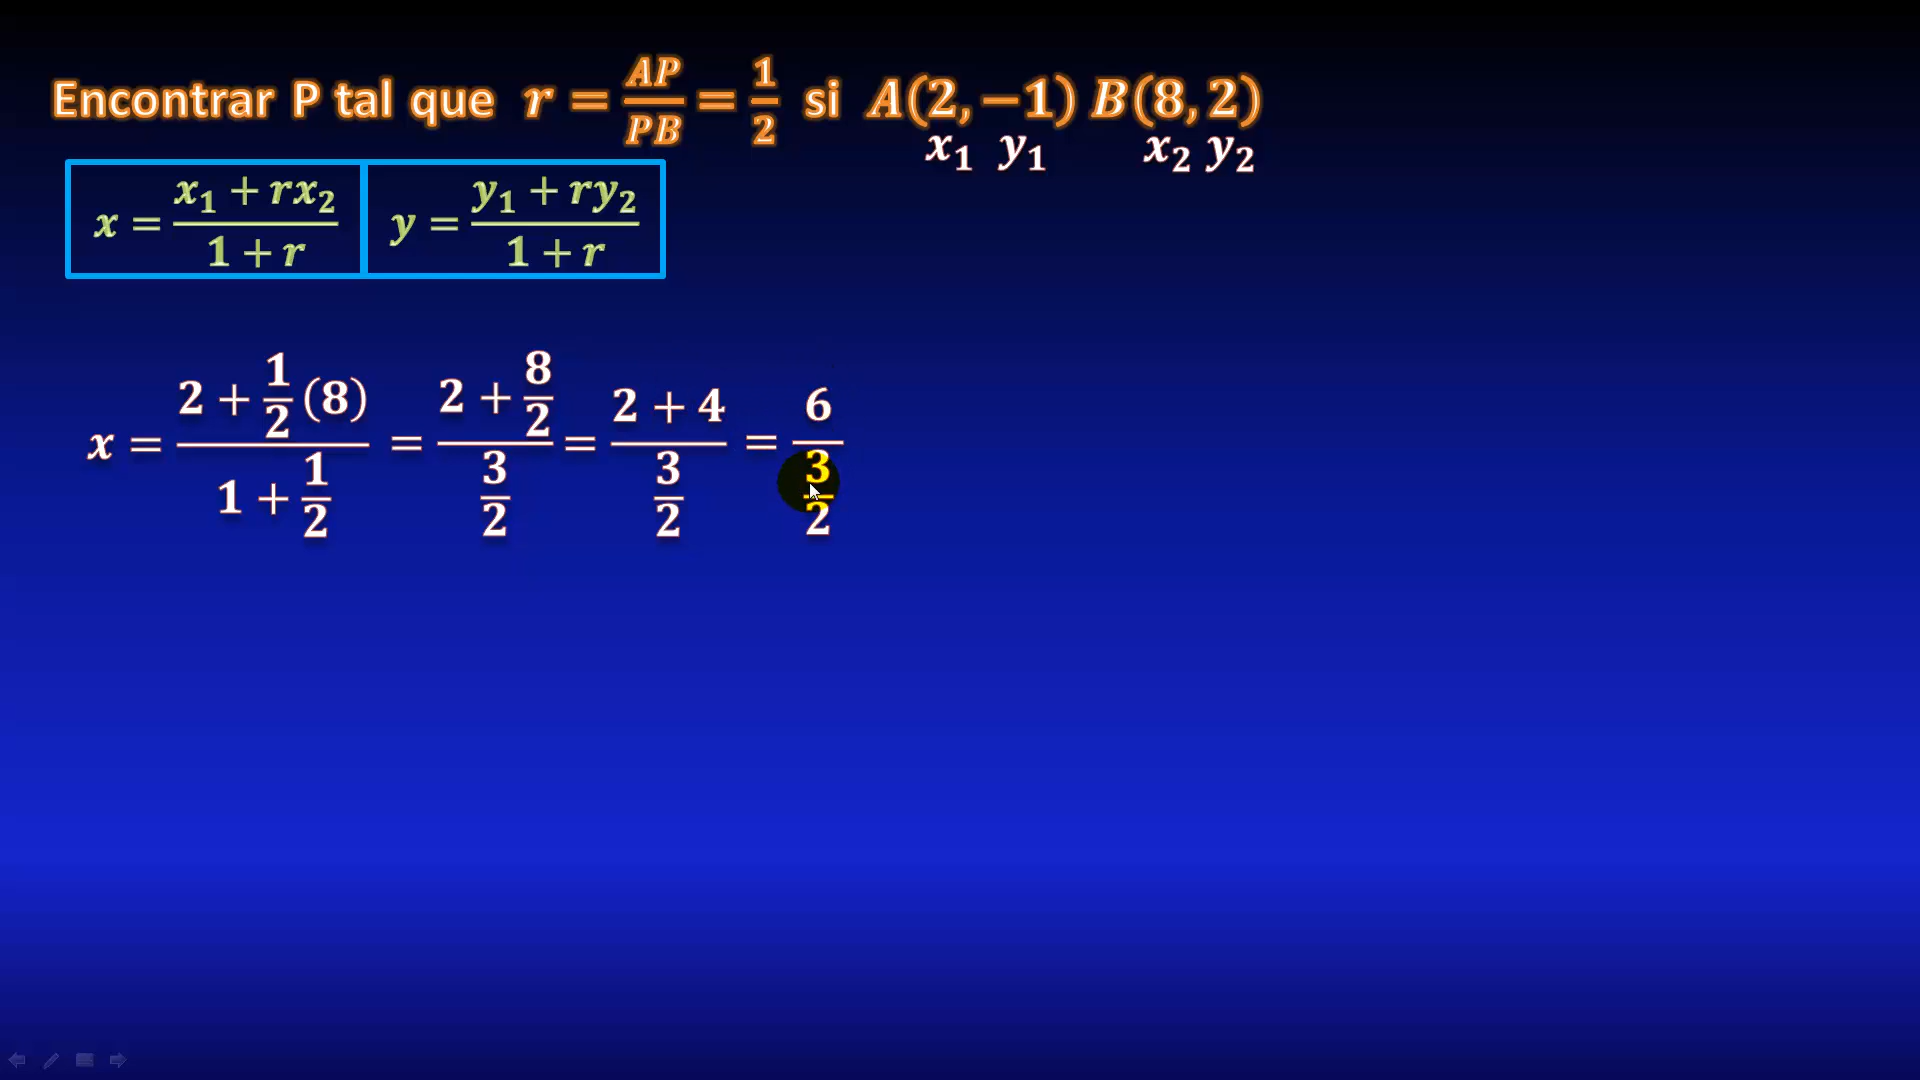 Encontrar P tal que r = AP/PB = 1/2 si A(2,−1) B(8,2)
x₁ y₁ x₂ y₂
x = (x₁ + rx₂)/(1 + r) y = (y₁ + ry₂)/(1 + r)
x = (2 + 1/2 (8))/(1 + 1/2) = (2 + 8/2)/(3/2) = (2 + 4)/(3/2) = 6/(3/2)